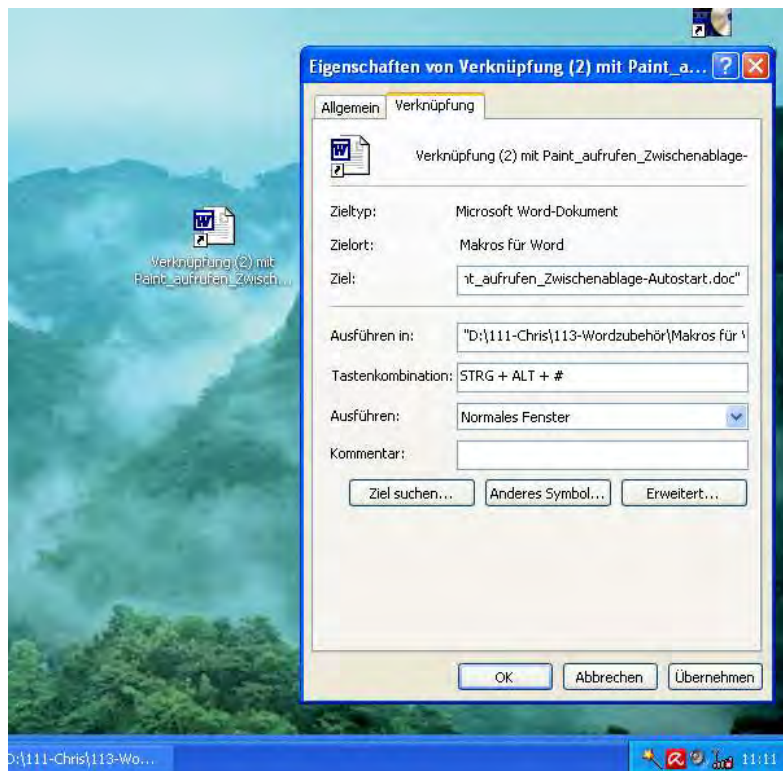 Eigenschaften von Verknüpfung (2) mit Paint_a...
Allgemein
Verknüpfung
Verknüpfung (2) mit Paint_aufrufen_Zwischenablage-
Zieltyp:
Microsoft Word-Dokument
Zielort:
Makros für Word
Ziel:
nt_aufrufen_Zwischenablage-Autostart.doc"
Ausführen in:
"D:\111-Chris\113-Wordzubehör\Makros für W
Tastenkombination:
STRG + ALT + #
Ausführen:
Normales Fenster
Kommentar:
Ziel suchen...
Anderes Symbol...
Erweitert...
OK
Abbrechen
Übernehmen
Verknüpfung (2) mit
Paint_aufrufen_Zwisch...
D:\111-Chris\113-Wo...
11:11